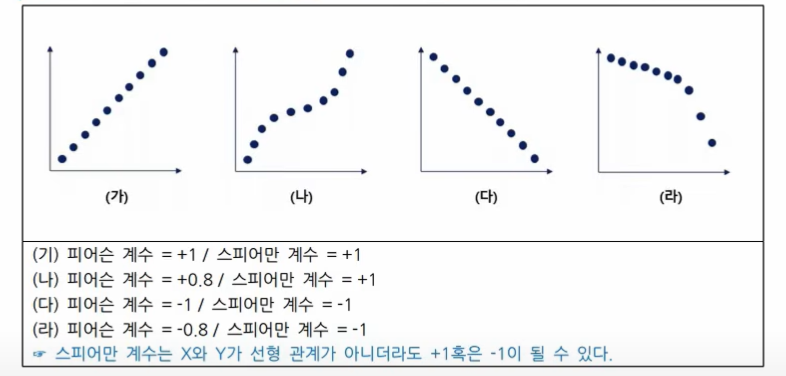 (가) (나) (다) (라)
(기) 피어슨 계수 = +1 / 스피어만 계수 = +1
(나) 피어슨 계수 = +0.8 / 스피어만 계수 = +1
(다) 피어슨 계수 = -1 / 스피어만 계수 = -1
(라) 피어슨 계수 = -0.8 / 스피어만 계수 = -1
☞ 스피어만 계수는 X와 Y가 선형 관계가 아니더라도 +1혹은 -1이 될 수 있다.